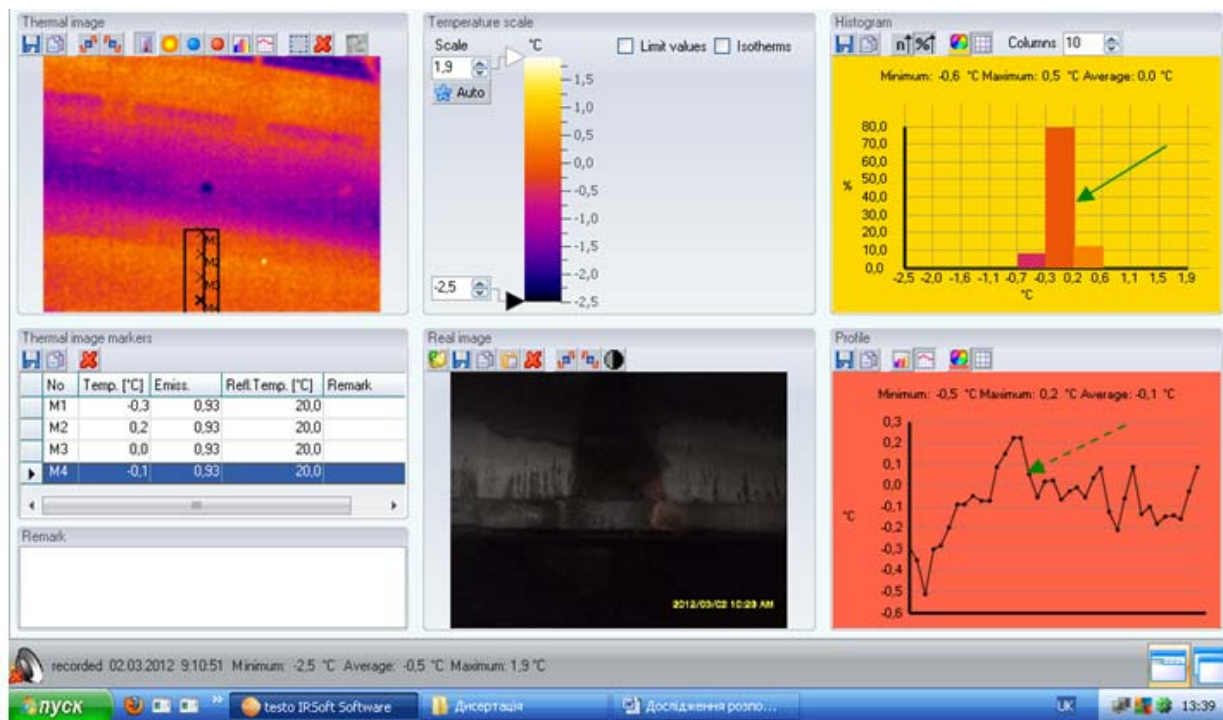 Thermal image
M1
M2
M3
M4
Temperature scale
Scale
°C
Limit values
Isotherms
1,9
Auto
-2,5
1,5
1,0
0,5
0,0
-0,5
-1,0
-1,5
-2,0
-2,5
Histogram
n
%
Columns 10
Minimum: -0,6 °C Maximum: 0,5 °C Average: 0,0 °C
80,0
70,0
60,0
50,0
40,0
30,0
20,0
10,0
0,0
%
-2,5 -2,0 -1,6 -1,1 -0,7 -0,3 0,2 0,6 1,1 1,5 1,9
°C
Thermal image markers
No Temp. [°C] Emiss. Refl.Temp. [°C] Remark
M1 -0,3 0,93 20,0
M2 0,2 0,93 20,0
M3 0,0 0,93 20,0
M4 -0,1 0,93 20,0
Remark
Real image
2012/03/02 10:23 AM
Profile
Minimum: -0,5 °C Maximum: 0,2 °C Average: -0,1 °C
0,3
0,2
0,1
0,0
-0,1
-0,2
-0,3
-0,5
-0,6
°C
recorded 02.03.2012 9:10:51 Minimum: -2,5 °C Average: -0,5 °C Maximum: 1,9 °C
пуск
testo IRSoft Software
Дисертація
Дослідження розпо...
UK
13:39